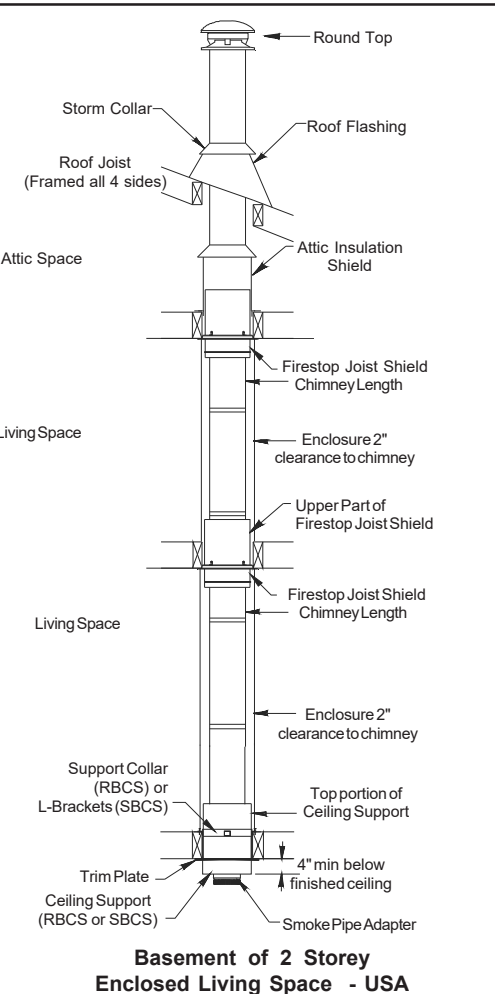 Round Top
Storm Collar
Roof Flashing
Roof Joist
(Framed all 4 sides)
Attic Space
Attic Insulation
Shield
Firestop Joist Shield
Chimney Length
Living Space
Enclosure 2"
clearance to chimney
Upper Part of
Firestop Joist Shield
Firestop Joist Shield
Chimney Length
Living Space
Enclosure 2"
clearance to chimney
Support Collar
(RBCS) or
L-Brackets (SBCS)
Top portion of
Ceiling Support
4" min below
finished ceiling
Trim Plate
Ceiling Support
(RBCS or SBCS)
Smoke Pipe Adapter
Basement of 2 Storey
Enclosed Living Space - USA